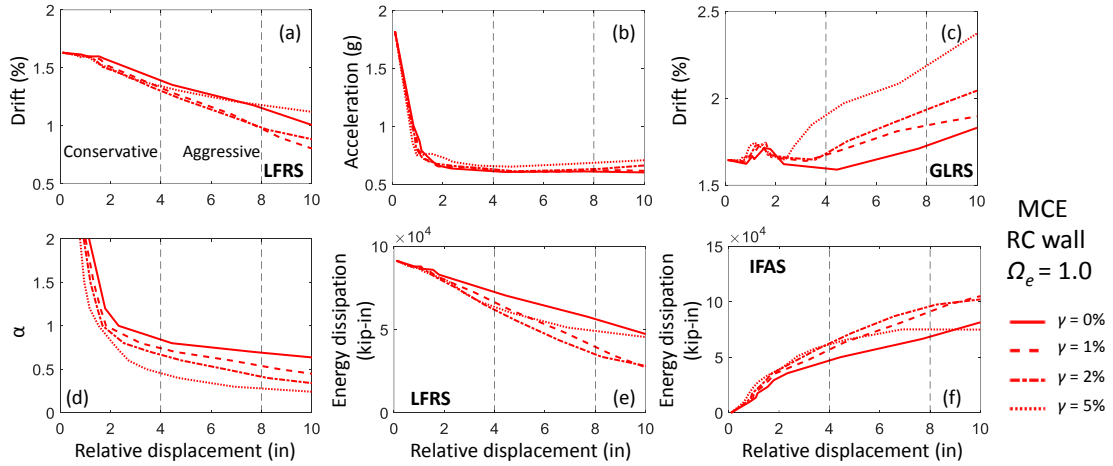 2
1.5
1
0.5
Drift (%)
(a)
Conservative
Aggressive
LFRS
0 2 4 6 8 10
2
1.5
1
0.5
Acceleration (g)
(b)
0 2 4 6 8 10
2.5
2
1.5
Drift (%)
(c)
GLRS
0 2 4 6 8 10
2
1.5
1
0.5
0
α
(d)
0 2 4 6 8 10
Relative displacement (in)
×10⁴
10
5
0
Energy dissipation
(kip-in)
LFRS
(e)
0 2 4 6 8 10
Relative displacement (in)
×10⁴
15
10
5
0
Energy dissipation
(kip-in)
IFAS
(f)
0 2 4 6 8 10
Relative displacement (in)
MCE
RC wall
Ωₑ = 1.0
γ = 0%
γ = 1%
γ = 2%
γ = 5%